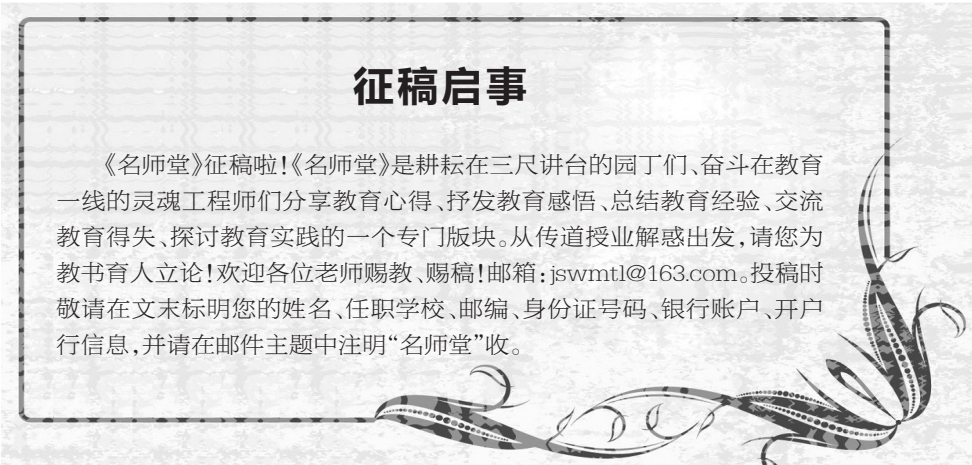 征稿启事
《名师堂》征稿啦！《名师堂》是耕耘在三尺讲台的园丁们、奋斗在教育
一线的灵魂工程师们分享教育心得、抒发教育感悟、总结教育经验、交流
教育得失、探讨教育实践的一个专门版块。从传道授业解惑出发，请您为
教书育人立论！欢迎各位老师赐教、赐稿！邮箱：jswmtl@163.com。投稿时
敬请在文末标明您的姓名、任职学校、邮编、身份证号码、银行账户、开户
行信息，并请在邮件主题中注明“名师堂”收。